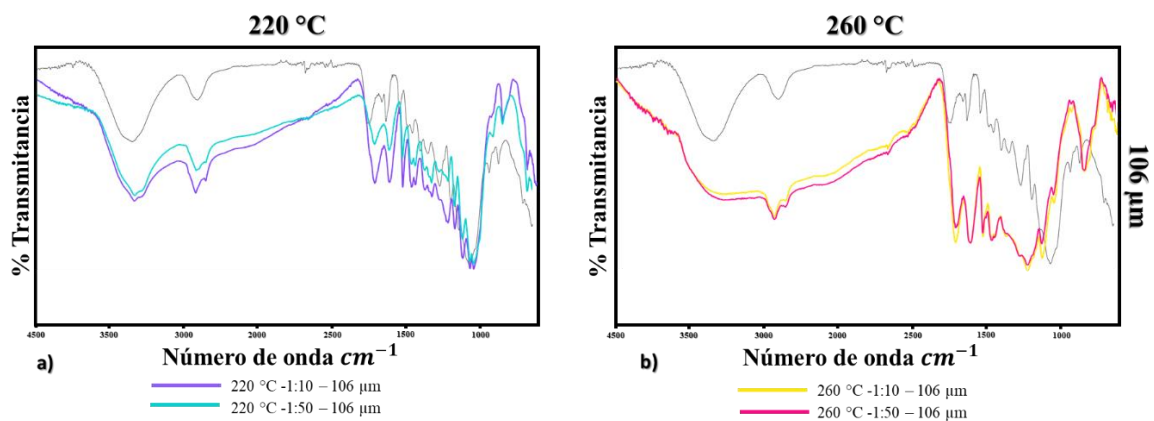 220 °C
% Transmitancia
4500 3500 3000 2000 2500 1500 1000
Número de onda cm⁻¹
a)
220 °C -1:10 – 106 µm
220 °C -1:50 – 106 µm
260 °C
% Transmitancia
4500 3500 3000 2000 2500 1500 1000
Número de onda cm⁻¹
b)
260 °C -1:10 – 106 µm
260 °C -1:50 – 106 µm
106 µm